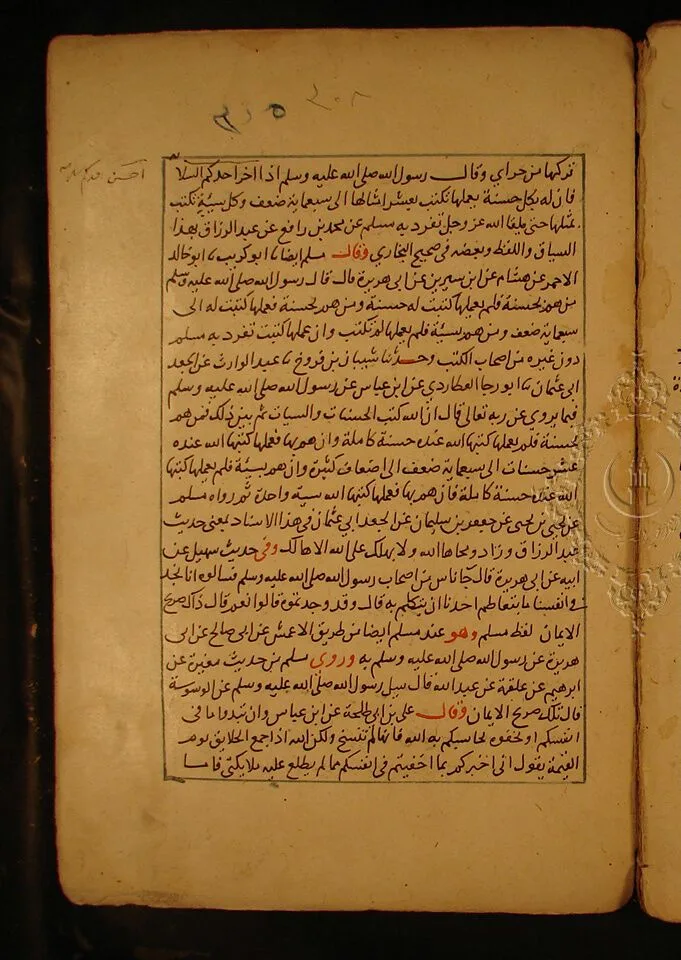 ٣٠٨
٣١٥
احسن احدكم اسلامه
تركها من جراي وقال رسول الله صلى الله عليه وسلم اذا احدكم
فان له بكل حسنة يعملها تكتب بعشر امثالها الى سبعماية ضعف وكل سيئة تكتب
بمثلها حتى يلقا الله عز وجل تفرد به مسلم عن محمد بن رافع عن عبد الرزاق بهذا
السياق واللفظ وبعضه في صحيح البخاري وقال مسلم ايضا ثنا ابو كريب ثنا ابو خالد
الاحمر عن هشام عن ابن سيرين عن ابي هريرة قال قال رسول الله صلى الله عليه وسلم
من هم بحسنة فلم يعملها كتبت له حسنة ومن هم بحسنة فعملها كتبت له الى
سبعماية ضعف ومن هم بسيئة فلم يعملها لم تكتب وان عملها كتبت تفرد به مسلم
دون غيره من اصحاب الكتب وحدثنا شيبان بن فروخ ثنا عبد الوارث عن الجعد
ابي عثمان ثنا ابو رجا العطاردي عن ابن عباس عن رسول الله صلى الله عليه وسلم
فيما يروي عن ربه تعالى قال ان الله كتب الحسنات والسيات ثم بين ذلك فمن هم
بحسنة فلم يعملها كتبها الله عنده حسنة كاملة وان هم بها فعملها كتبها الله عنده
عشر حسنات الى سبعماية ضعف الى اضعاف كثيرة وان هم بسيئة فلم يعملها كتبها
الله عنده حسنة كاملة فان هم بها فعملها كتبها الله سية واحدة ثم رواه مسلم
عن يحيى بن يحيى عن جعفر بن سليمان عن الجعد ابي عثمان في هذا الاسناد بمعنى حديث
عبد الرزاق وزاد ومحاها الله ولا يهلك على الله الا هالك وفي حديث سهيل عن
ابيه عن ابي هريرة قال جا ناس من اصحاب رسول الله صلى الله عليه وسلم فسالوه انا نجد
في انفسنا ما يتعاظم احدنا ان يتكلم به قال وقد وجدتموه قالوا نعم قال ذاك صريح
الايمان لفظ مسلم وهو عند مسلم ايضا من طريق الاعمش عن ابي صالح عن ابي
هريرة عن رسول الله صلى الله عليه وسلم به وروي مسلم من حديث مغيرة عن
ابرهيم عن علقمة عن عبد الله قال سيل رسول الله صلى الله عليه وسلم عن الوسوسة
قال تلك صريح الايمان وقال علي بن ابي طلحة عن ابن عباس وان تبدوا ما في
انفسكم او تخفوه يحاسبكم به الله فانها لم تنسخ ولكن الله اذا جمع الخلايق يوم
القيمة يقول اني اخبركم بما اخفيتم في انفسكم مما لم يطلع عليه ملايكتي فاما